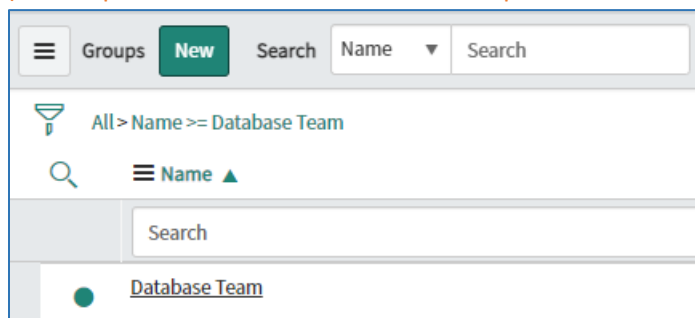 Groups New Search Name Search
All > Name >= Database Team
Name
Search
Database Team